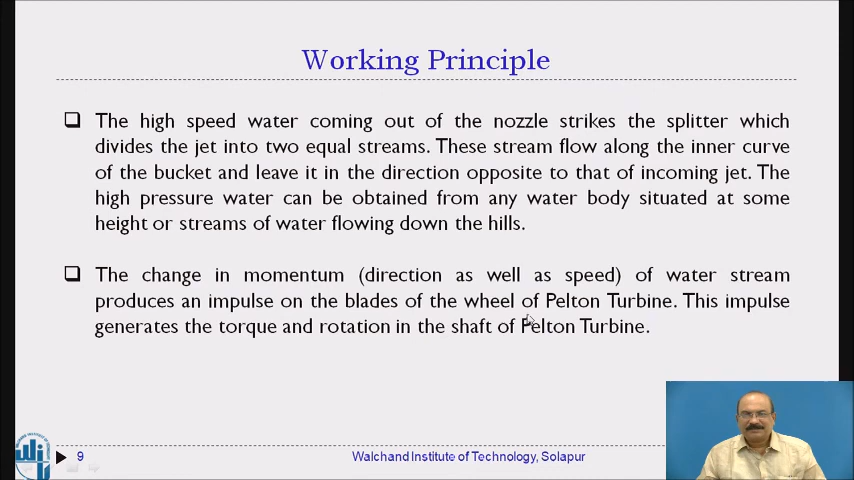 Working Principle
❑ The high speed water coming out of the nozzle strikes the splitter which
divides the jet into two equal streams. These stream flow along the inner curve
of the bucket and leave it in the direction opposite to that of incoming jet. The
high pressure water can be obtained from any water body situated at some
height or streams of water flowing down the hills.
❑ The change in momentum (direction as well as speed) of water stream
produces an impulse on the blades of the wheel of Pelton Turbine. This impulse
generates the torque and rotation in the shaft of Pelton Turbine.
9
Walchand Institute of Technology, Solapur